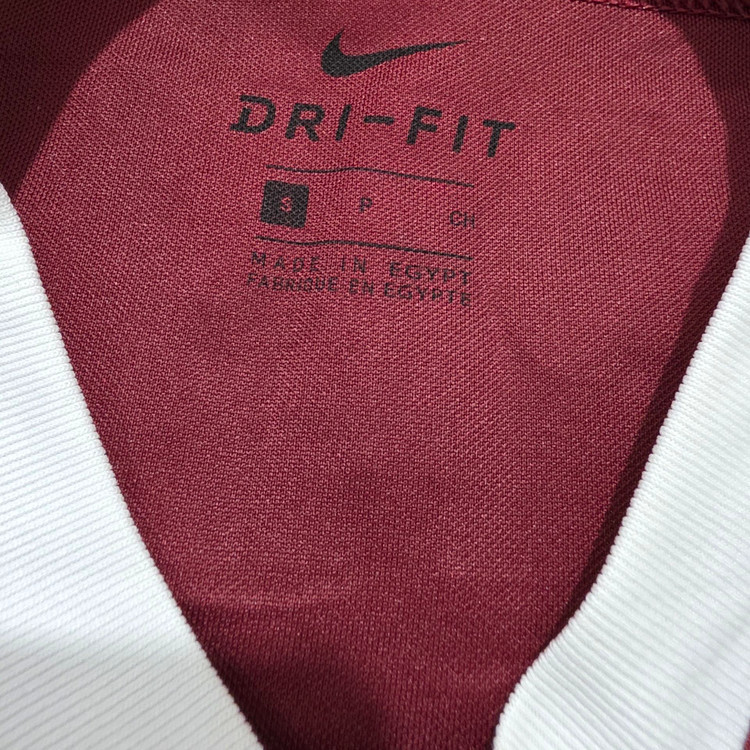 DRI-FIT
S P CH
MADE IN EGYPT
FABRIQUE EN EGYPTE